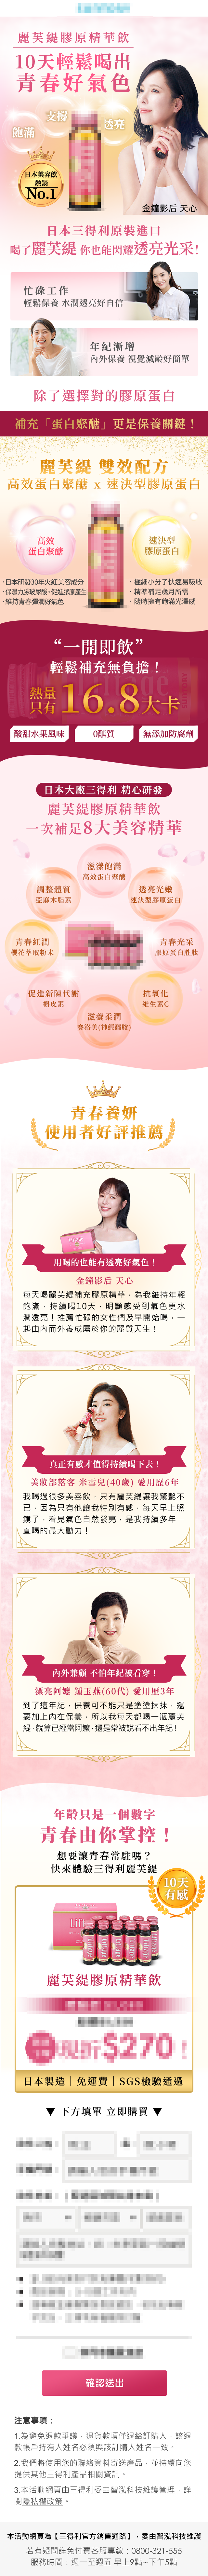 麗芙緹膠原精華飲
10天輕鬆喝出
青春好氣色
支撐
飽滿
透亮
日本美容飲
熱銷
No.1
金鐘影后 天心
日本三得利原裝進口
喝了麗芙緹 你也能閃耀透亮光采!
忙碌工作
輕鬆保養 水潤透亮好自信
年紀漸增
內外保養 視覺減齡好簡單
除了選擇對的膠原蛋白
補充「蛋白聚醣」更是保養關鍵！
麗芙緹 雙效配方
高效蛋白聚醣 x 速決型膠原蛋白
高效
蛋白聚醣
速決型
膠原蛋白
·日本研發30年火紅美容成分
·保濕力勝玻尿酸、促進膠原產生
·維持青春彈潤好氣色
·極細小分子快速易吸收
·精準補足歲月所需
·隨時擁有飽滿光澤感
“一開即飲”
輕鬆補充無負擔！
熱量
只有16.8大卡
酸甜水果風味
0醣質
無添加防腐劑
日本大廠三得利 精心研發
麗芙緹膠原精華飲
一次補足8大美容精華
滋漾飽滿
高效蛋白聚醣
調整體質
亞麻木酚素
透亮光嫩
速決型膠原蛋白
青春紅潤
櫻花萃取粉末
青春光采
膠原蛋白胜肽
促進新陳代謝
槲皮素
抗氧化
維生素C
滋養柔潤
賽洛美(神經醯胺)
青春養妍
使用者好評推薦
用喝的也能有透亮好氣色！
金鐘影后 天心
每天喝麗芙緹補充膠原精華，為我維持年輕
飽滿，持續喝10天，明顯感受到氣色更水
潤透亮！推薦忙碌的女性們及早開始喝，一
起由內而外養成屬於你的麗質天生！
真正有感才值得持續喝下去！
美妝部落客 米雪兒(40歲) 愛用歷6年
我喝過很多美容飲，只有麗芙緹讓我驚艷不
已，因為只有他讓我特別有感，每天早上照
鏡子，看見氣色自然發亮，是我持續多年一
直喝的最大動力！
內外兼顧 不怕年紀被看穿！
漂亮阿嬤 鍾玉燕(60代) 愛用歷3年
到了這年紀，保養可不能只是塗塗抹抹，還
要加上內在保養，所以我每天都喝一瓶麗芙
緹，就算已經當阿嬤，還是常被說看不出年紀！
年齡只是一個數字
青春由你掌控！
想要讓青春常駐嗎？
快來體驗三得利麗芙緹
10天
有感
麗芙緹膠原精華飲
$270
日本製造｜免運費｜SGS檢驗通過
▼ 下方填單 立即購買 ▼
確認送出
注意事項：
1.為避免退款爭議，退貨款項僅退給訂購人，該退
款帳戶持有人姓名必須與該訂購人姓名一致。
2.我們將使用您的聯絡資料寄送產品，並持續向您
提供其他三得利產品相關資訊。
3.本活動網頁由三得利委由智泓科技維護管理，詳
閱隱私權政策。
本活動網頁為【三得利官方銷售通路】，委由智泓科技維護
若有疑問詳免付費客服專線：0800-321-555
服務時間：週一至週五 早上9點~下午5點